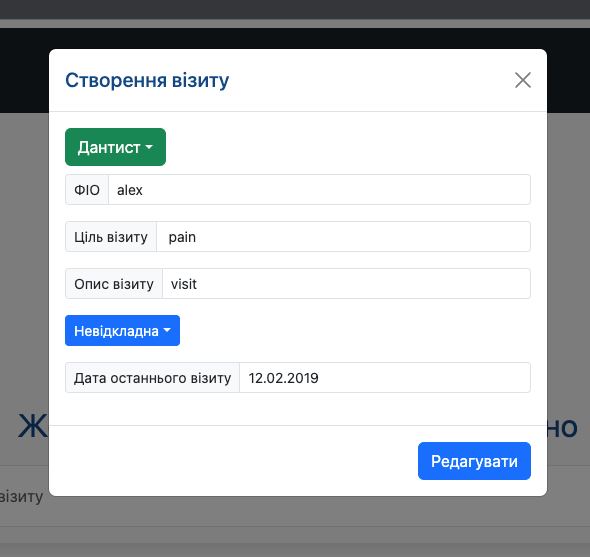 Створення візиту
Дантист
ФІО alex
Ціль візиту pain
Опис візиту visit
Невідкладна
Дата останнього візиту 12.02.2019
Ж но
Редагувати
візиту